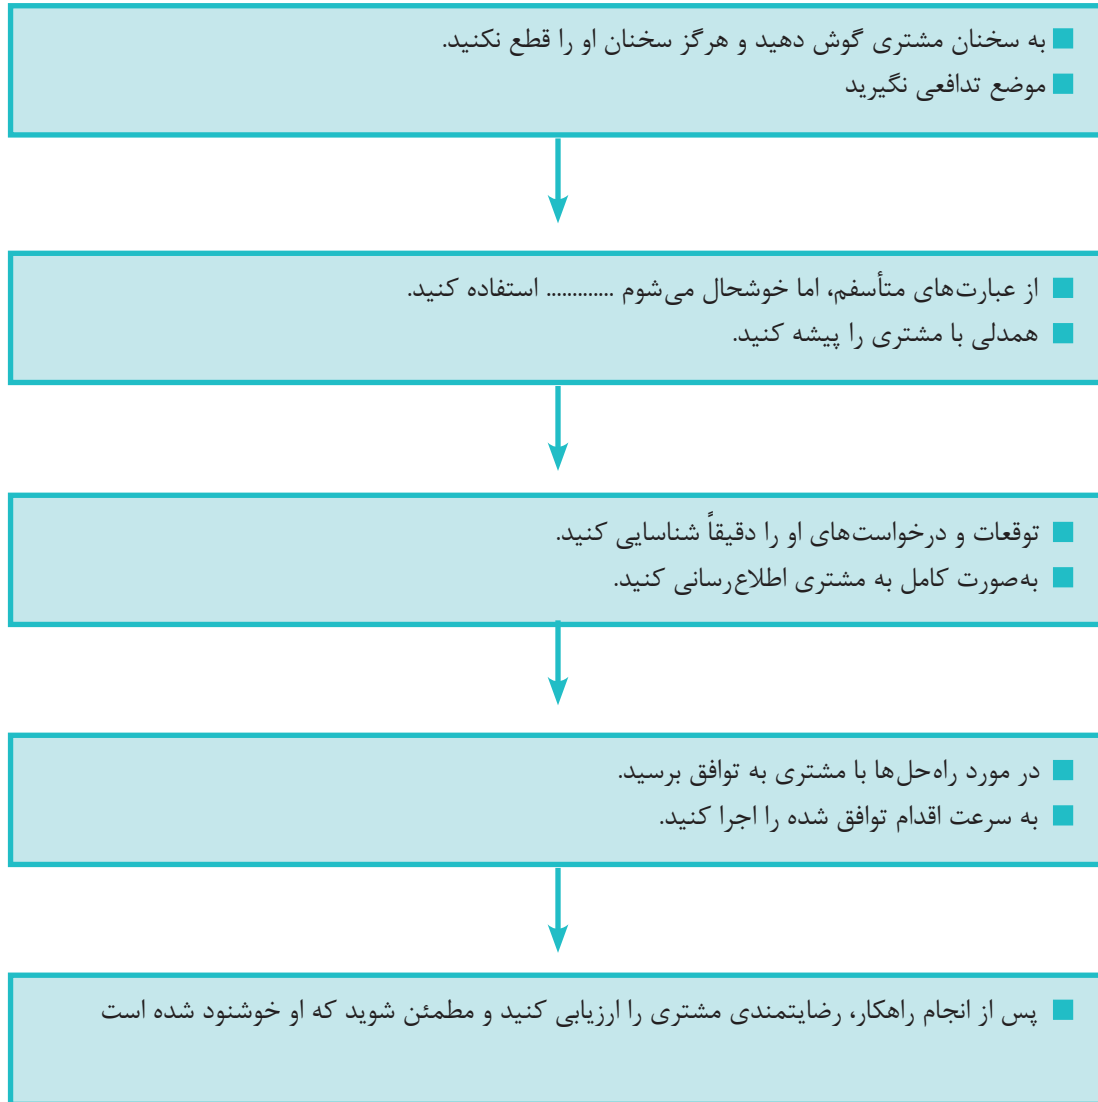 ■ به سخنان مشتری گوش دهید و هرگز سخنان او را قطع نکنید.
■ موضع تدافعی نگیرید
■ از عبارت‌های متأسفم، اما خوشحال می‌شوم ............. استفاده کنید.
■ همدلی با مشتری را پیشه کنید.
■ توقعات و درخواست‌های او را دقیقاً شناسایی کنید.
■ به‌صورت کامل به مشتری اطلاع‌رسانی کنید.
■ در مورد راه‌حل‌ها با مشتری به توافق برسید.
■ به سرعت اقدام توافق شده را اجرا کنید.
■ پس از انجام راهکار، رضایتمندی مشتری را ارزیابی کنید و مطمئن شوید که او خوشنود شده است